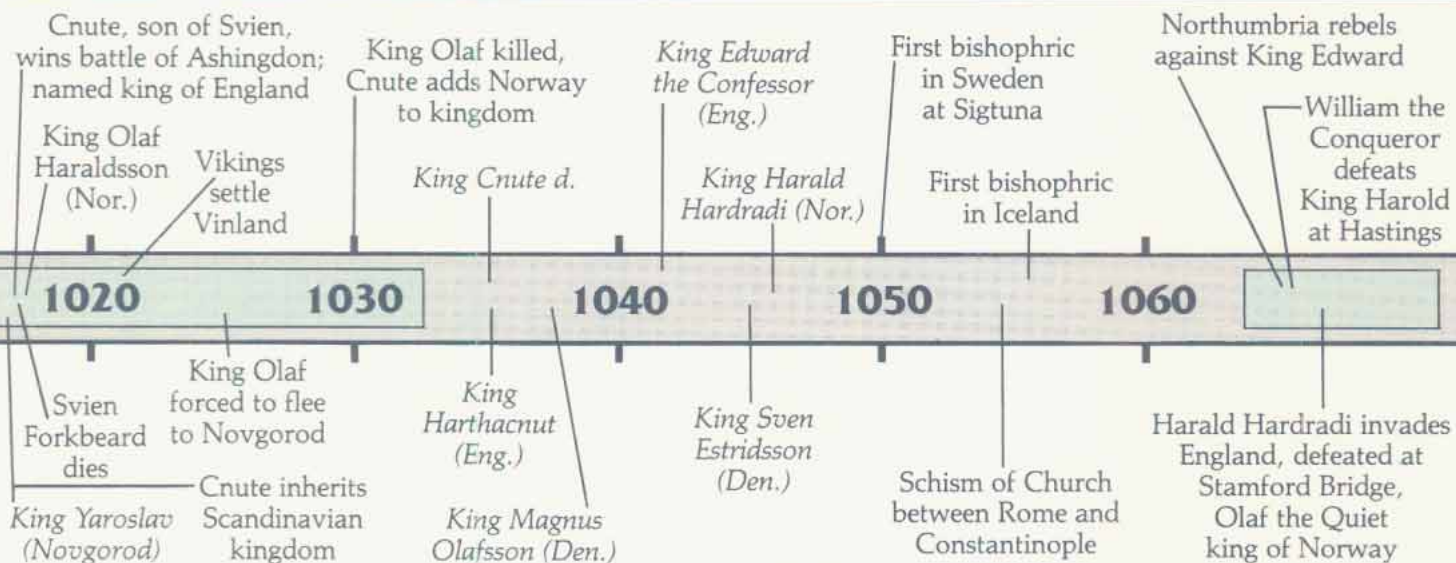 Cnute, son of Svien,
wins battle of Ashingdon;
named king of England
King Olaf
Haraldsson
(Nor.)
Vikings
settle
Vinland
King Olaf killed,
Cnute adds Norway
to kingdom
King Cnute d.
King Edward
the Confessor
(Eng.)
King Harald
Hardradi (Nor.)
First bishophric
in Sweden
at Sigtuna
First bishophric
in Iceland
Northumbria rebels
against King Edward
William the
Conqueror
defeats
King Harold
at Hastings
1020
1030
1040
1050
1060
Svien
Forkbeard
dies
King Yaroslav
(Novgorod)
King Olaf
forced to flee
to Novgorod
Cnute inherits
Scandinavian
kingdom
King
Harthacnut
(Eng.)
King Magnus
Olafsson (Den.)
King Sven
Estridsson
(Den.)
Schism of Church
between Rome and
Constantinople
Harald Hardradi invades
England, defeated at
Stamford Bridge,
Olaf the Quiet
king of Norway